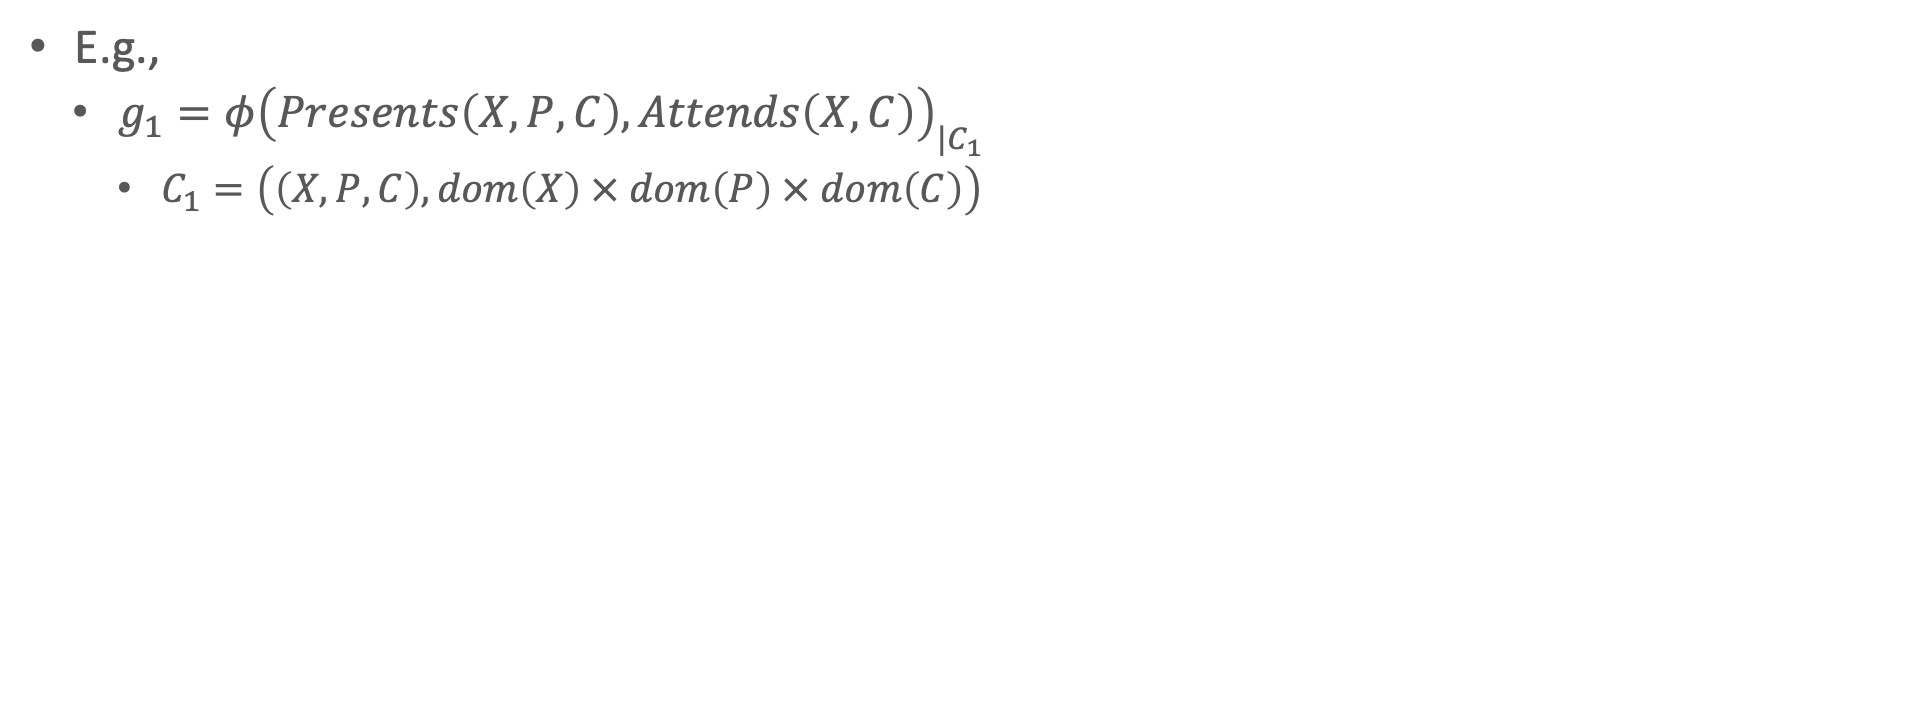 • E.g.,
• g₁ = ϕ(Presents(X, P, C), Attends(X, C))|C₁
• C₁ = ((X, P, C), dom(X) × dom(P) × dom(C))